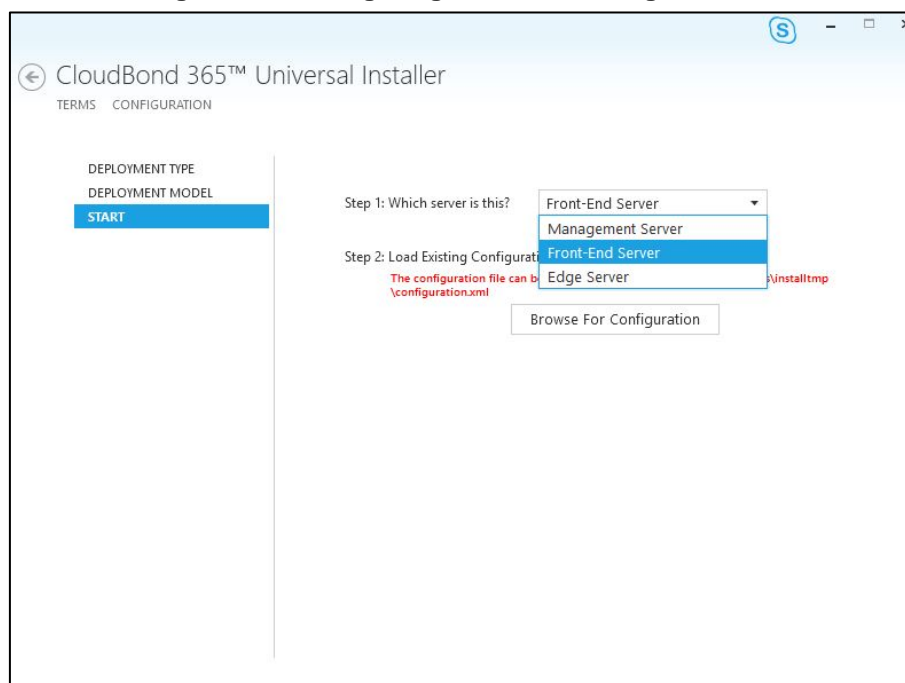 CloudBond 365™ Universal Installer
TERMS CONFIGURATION
DEPLOYMENT TYPE
DEPLOYMENT MODEL
START
Step 1: Which server is this?
Front-End Server
Management Server
Front-End Server
Edge Server
Step 2: Load Existing Configurati
The configuration file can b
s\installtmp
\configuration.xml
Browse For Configuration